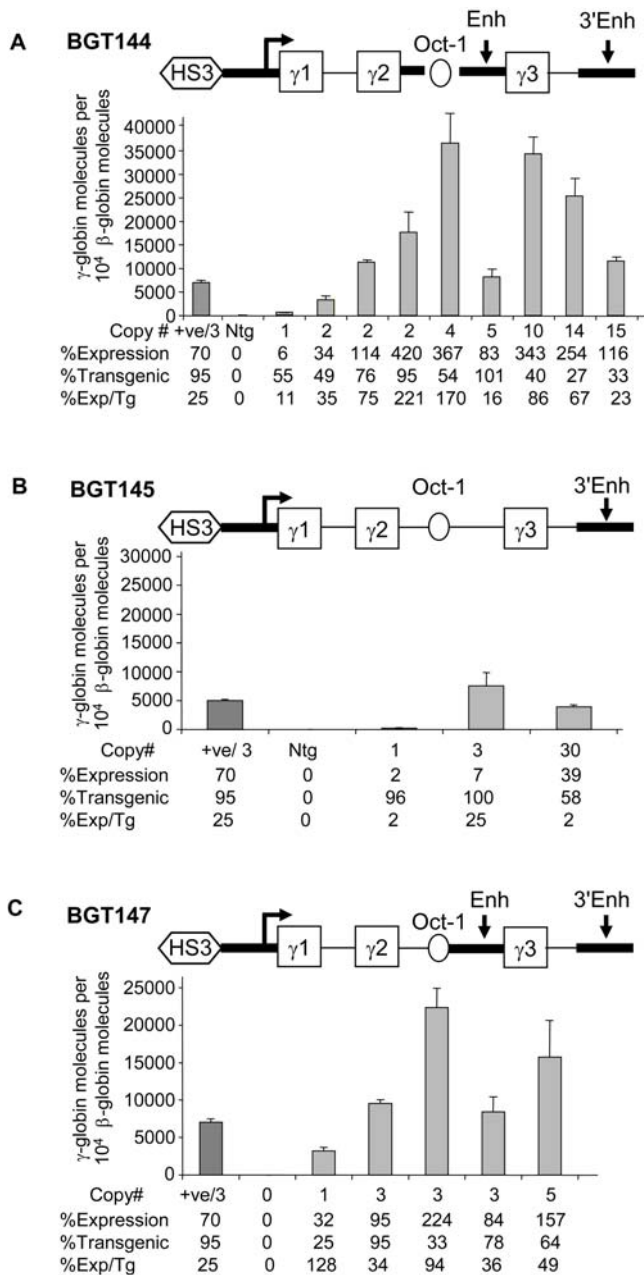 A BGT144
Enh 3'Enh
Oct-1
HS3 γ1 γ2 γ3
γ-globin molecules per
10⁴ β-globin molecules
40000
35000
30000
25000
20000
15000
10000
5000
0
Copy # +ve/3 Ntg 1 2 2 2 4 5 10 14 15
%Expression 70 0 6 34 114 420 367 83 343 254 116
%Transgenic 95 0 55 49 76 95 54 101 40 27 33
%Exp/Tg 25 0 11 35 75 221 170 16 86 67 23
B BGT145
Oct-1 3'Enh
HS3 γ1 γ2 γ3
γ-globin molecules per
10⁴ β-globin molecules
30000
25000
20000
15000
10000
5000
0
Copy# +ve/ 3 Ntg 1 3 30
%Expression 70 0 2 7 39
%Transgenic 95 0 96 100 58
%Exp/Tg 25 0 2 25 2
C BGT147
Enh 3'Enh
Oct-1
HS3 γ1 γ2 γ3
γ-globin molecules per
10⁴ β-globin molecules
25000
20000
15000
10000
5000
0
Copy# +ve/3 0 1 3 3 3 5
%Expression 70 0 32 95 224 84 157
%Transgenic 95 0 25 95 33 78 64
%Exp/Tg 25 0 128 34 94 36 49